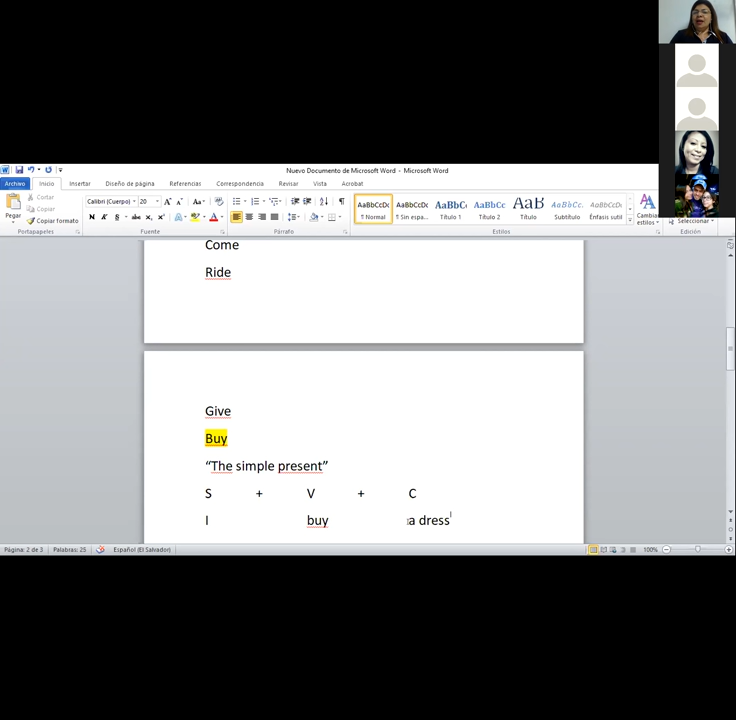 Nuevo Documento de Microsoft Word - Microsoft Word
Archivo Inicio Insertar Diseño de página Referencias Correspondencia Revisar Vista Acrobat
Pegar
Cortar
Copiar
Copiar formato
Calibri (Cuerpo) 20
N K S abc
AaBbCcDc AaBbCcDc AaBbC AaBbCc AaB AaBbCc. AaBbCcDc
¶ Normal ¶ Sin espa... Título 1 Título 2 Título Subtítulo Énfasis sutil
Cambiar estilos
Seleccionar
Portapapeles Fuente Párrafo Estilos Edición
Come
Ride
Give
Buy
“The simple present”
S + V + C
I buy a dress
Página: 2 de 3 Palabras: 25 Español (El Salvador) 100%